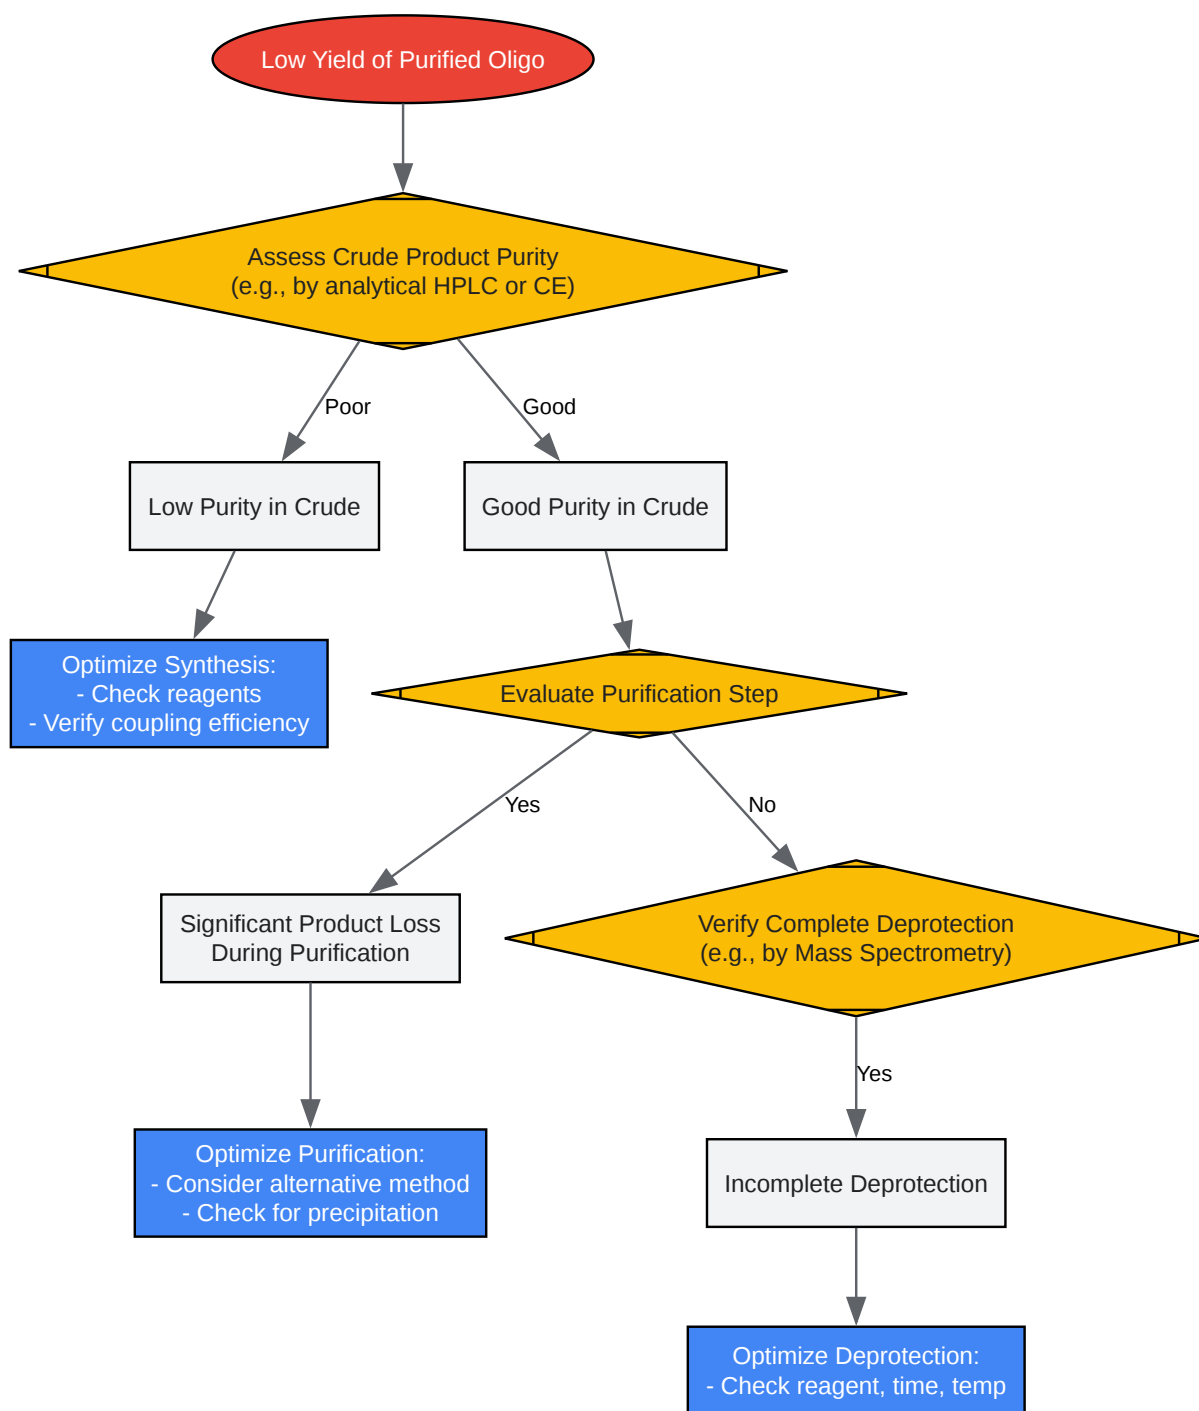 Low Yield of Purified Oligo
Assess Crude Product Purity
(e.g., by analytical HPLC or CE)
Poor
Good
Low Purity in Crude
Good Purity in Crude
Optimize Synthesis:
- Check reagents
- Verify coupling efficiency
Evaluate Purification Step
Yes
No
Significant Product Loss
During Purification
Verify Complete Deprotection
(e.g., by Mass Spectrometry)
Yes
Optimize Purification:
- Consider alternative method
- Check for precipitation
Incomplete Deprotection
Optimize Deprotection:
- Check reagent, time, temp